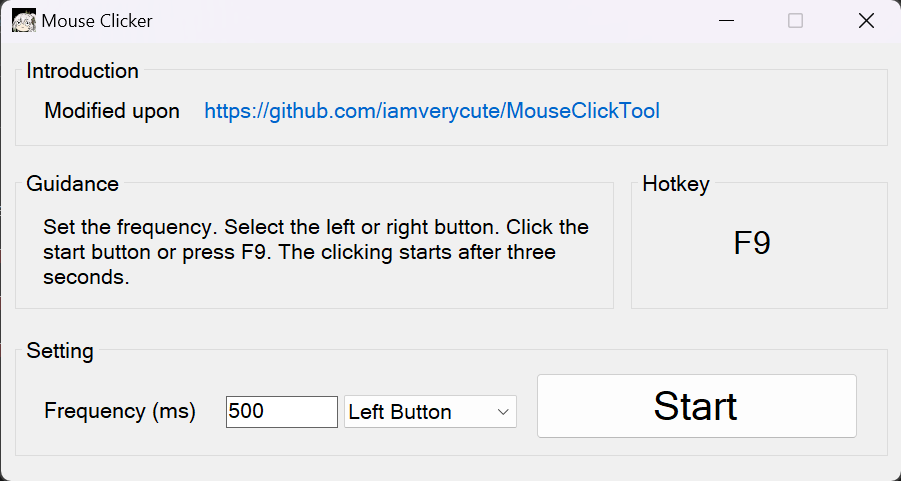 Mouse Clicker
Introduction
Modified upon https://github.com/iamverycute/MouseClickTool
Guidance
Set the frequency. Select the left or right button. Click the
start button or press F9. The clicking starts after three
seconds.
Hotkey
F9
Setting
Frequency (ms) 500 Left Button Start